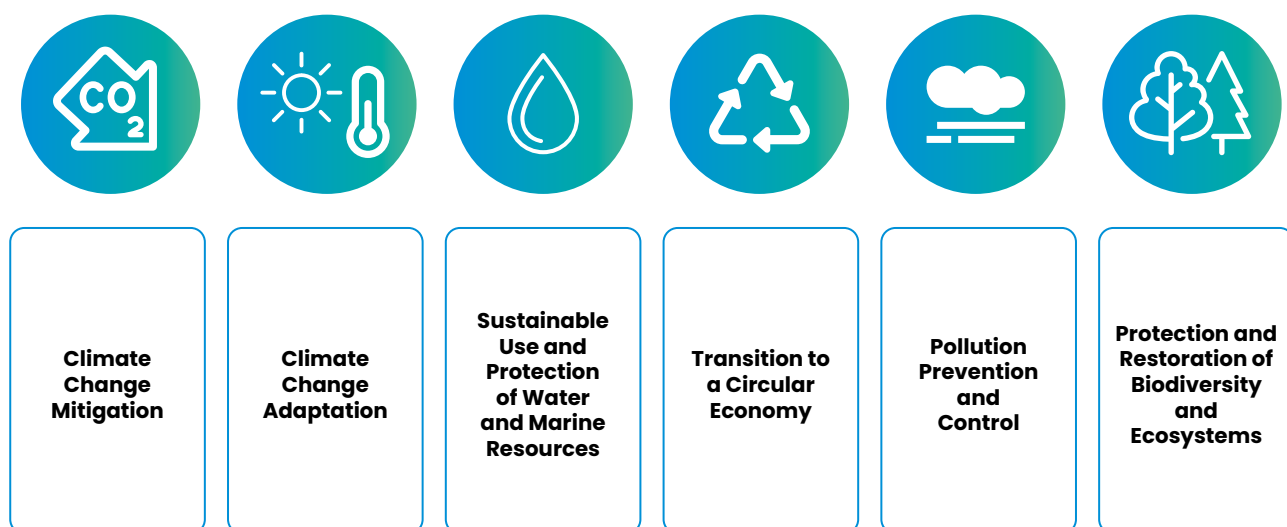 CO
2
Climate
Change
Mitigation
Climate
Change
Adaptation
Sustainable
Use and
Protection
of Water
and Marine
Resources
Transition to
a Circular
Economy
Pollution
Prevention
and
Control
Protection and
Restoration of
Biodiversity
and
Ecosystems